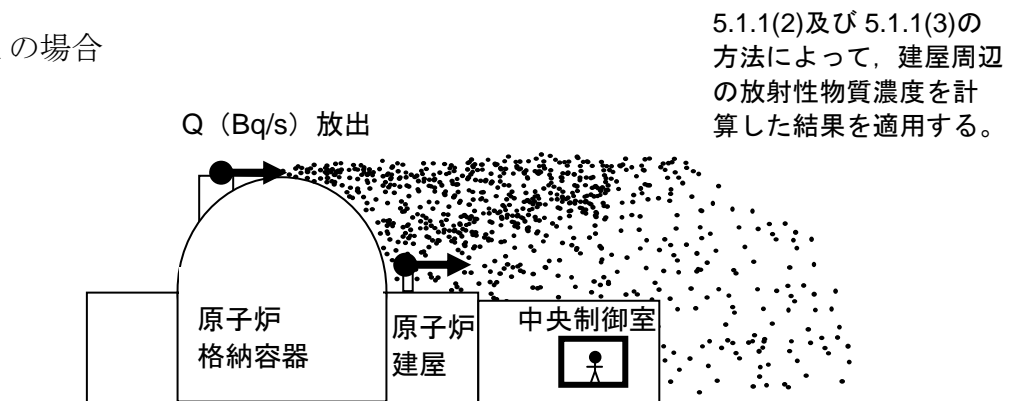 の場合
5.1.1(2)及び 5.1.1(3)の
方法によって，建屋周辺
の放射性物質濃度を計
算した結果を適用する。
Q（Bq/s）放出
原子炉
格納容器
原子炉
建屋
中央制御室